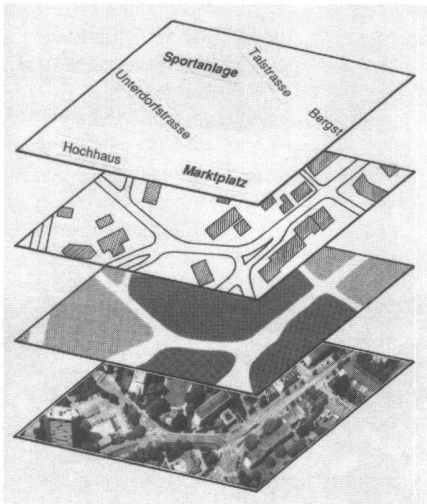 Sportanlage
Talstrasse
Unterdorfstrasse
Bergst
Hochhaus
Marktplatz